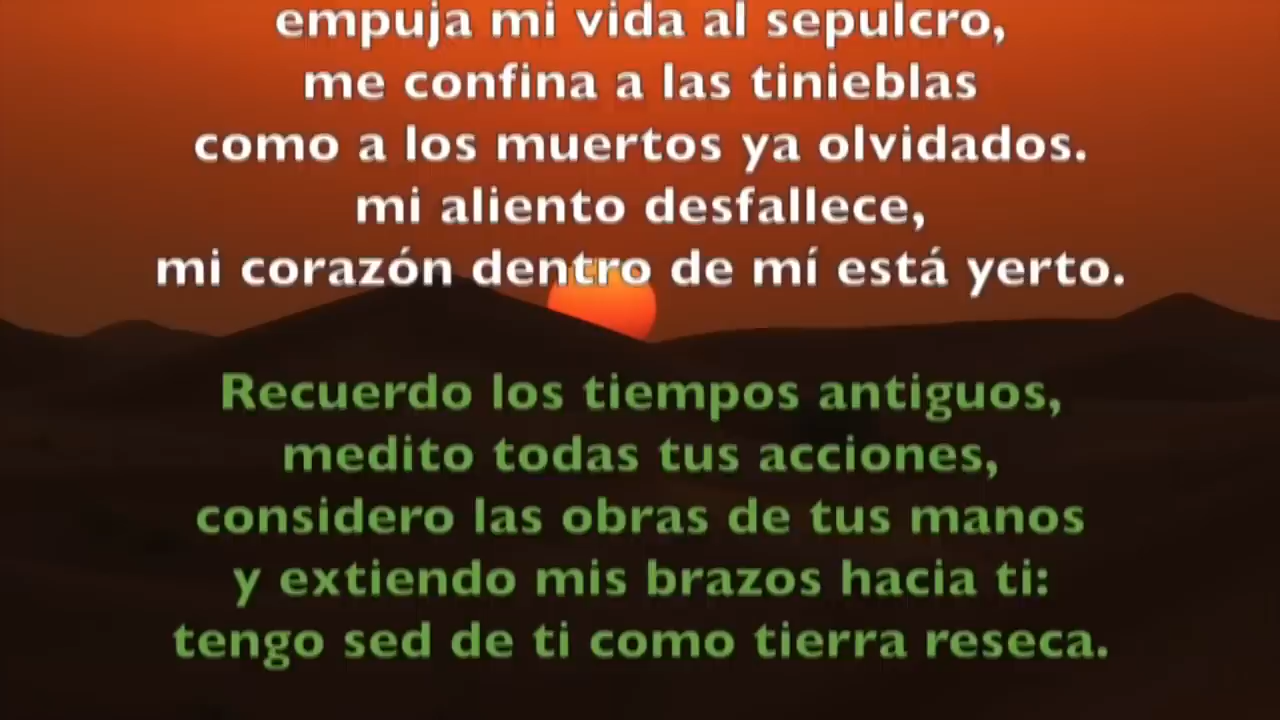 empuja mi vida al sepulcro,
me confina a las tinieblas
como a los muertos ya olvidados.
mi aliento desfallece,
mi corazón dentro de mí está yerto.
Recuerdo los tiempos antiguos,
medito todas tus acciones,
considero las obras de tus manos
y extiendo mis brazos hacia ti:
tengo sed de ti como tierra reseca.